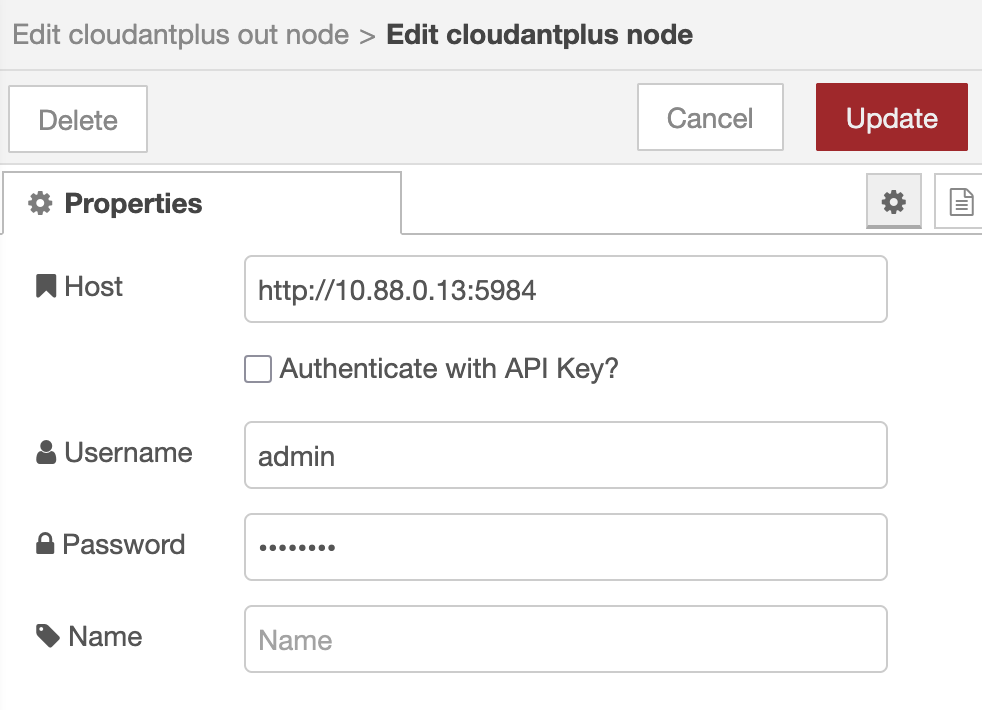 Edit cloudantplus out node > Edit cloudantplus node
Delete
Cancel
Update
Properties
Host
http://10.88.0.13:5984
Authenticate with API Key?
Username
admin
Password
••••••••
Name
Name